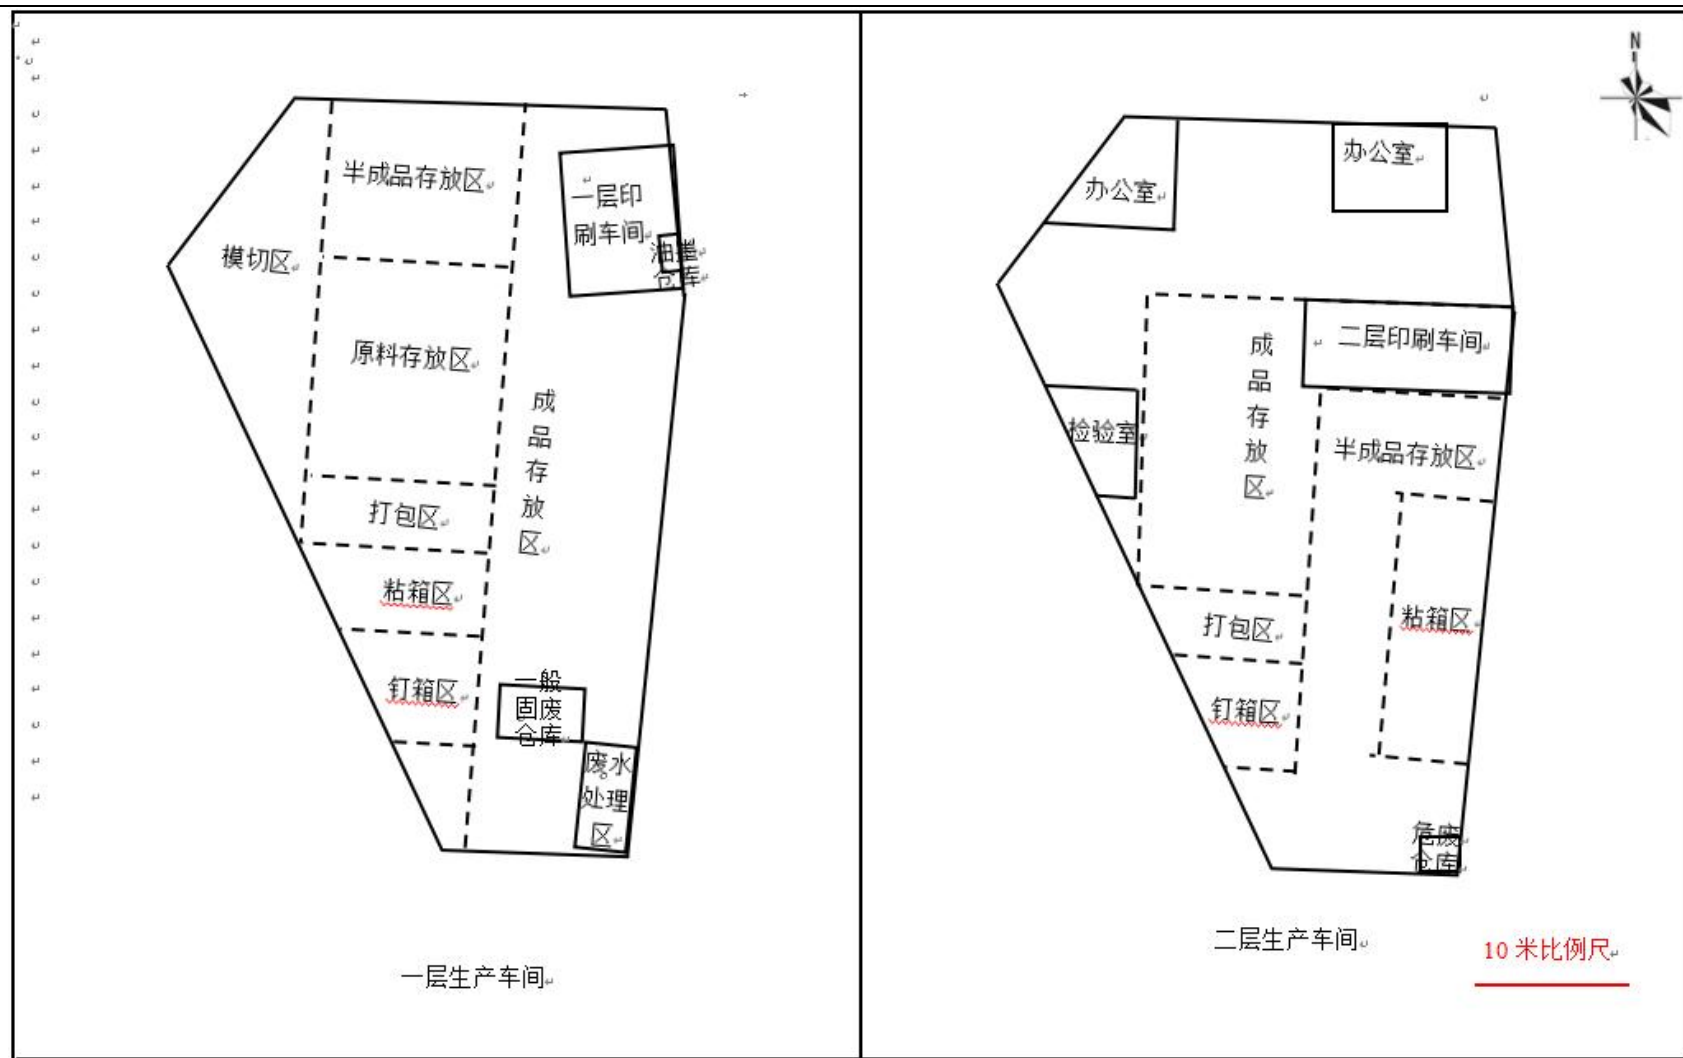 半成品存放区
一层印
刷车间
油墨
仓库
模切区
原料存放区
成
品
存
放
区
打包区
粘箱区
钉箱区
一般
固废
仓库
废水
处理
区
一层生产车间
N
办公室
办公室
二层印刷车间
成
品
存
放
区
检验室
半成品存放区
打包区
粘箱区
钉箱区
危废
仓库
二层生产车间
10 米比例尺